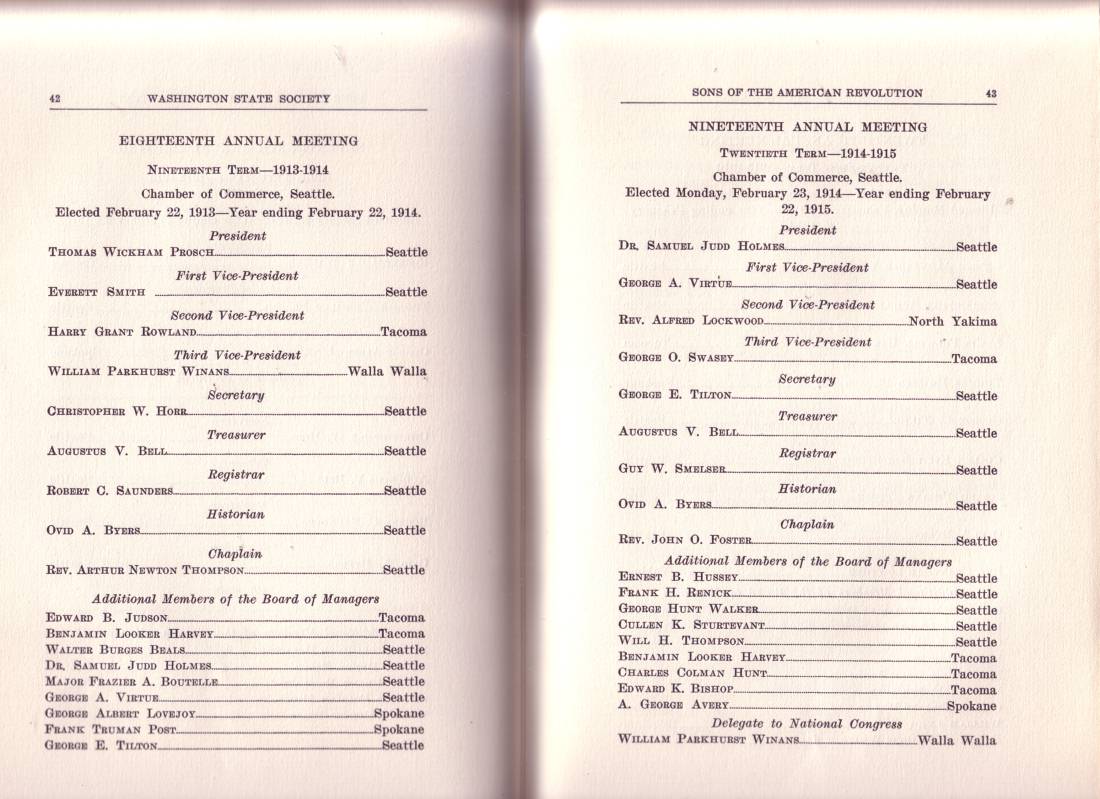 42 WASHINGTON STATE SOCIETY
EIGHTEENTH ANNUAL MEETING
NINETEENTH TERM—1913-1914
Chamber of Commerce, Seattle.
Elected February 22, 1913—Year ending February 22, 1914.
President
THOMAS WICKHAM PROSCH Seattle
First Vice-President
EVERETT SMITH Seattle
Second Vice-President
HARRY GRANT ROWLAND Tacoma
Third Vice-President
WILLIAM PARKHURST WINANS Walla Walla
Secretary
CHRISTOPHER W. HORR Seattle
Treasurer
AUGUSTUS V. BELL Seattle
Registrar
ROBERT C. SAUNDERS Seattle
Historian
OVID A. BYERS Seattle
Chaplain
REV. ARTHUR NEWTON THOMPSON Seattle
Additional Members of the Board of Managers
EDWARD B. JUDSON Tacoma
BENJAMIN LOOKER HARVEY Tacoma
WALTER BURGES BEALS Seattle
DR. SAMUEL JUDD HOLMES Seattle
MAJOR FRAZIER A. BOUTELLE Seattle
GEORGE A. VIRTUE Seattle
GEORGE ALBERT LOVEJOY Spokane
FRANK TRUMAN POST Spokane
GEORGE E. TILTON Seattle
SONS OF THE AMERICAN REVOLUTION 43
NINETEENTH ANNUAL MEETING
TWENTIETH TERM—1914-1915
Chamber of Commerce, Seattle.
Elected Monday, February 23, 1914—Year ending February
22, 1915.
President
DR. SAMUEL JUDD HOLMES Seattle
First Vice-President
GEORGE A. VIRTUE Seattle
Second Vice-President
REV. ALFRED LOCKWOOD North Yakima
Third Vice-President
GEORGE O. SWASEY Tacoma
Secretary
GEORGE E. TILTON Seattle
Treasurer
AUGUSTUS V. BELL Seattle
Registrar
GUY W. SMELSER Seattle
Historian
OVID A. BYERS Seattle
Chaplain
REV. JOHN O. FOSTER Seattle
Additional Members of the Board of Managers
ERNEST B. HUSSEY Seattle
FRANK H. RENICK Seattle
GEORGE HUNT WALKER Seattle
CULLEN K. STURTEVANT Seattle
WILL H. THOMPSON Seattle
BENJAMIN LOOKER HARVEY Tacoma
CHARLES COLMAN HUNT Tacoma
EDWARD K. BISHOP Tacoma
A. GEORGE AVERY Spokane
Delegate to National Congress
WILLIAM PARKHURST WINANS Walla Walla